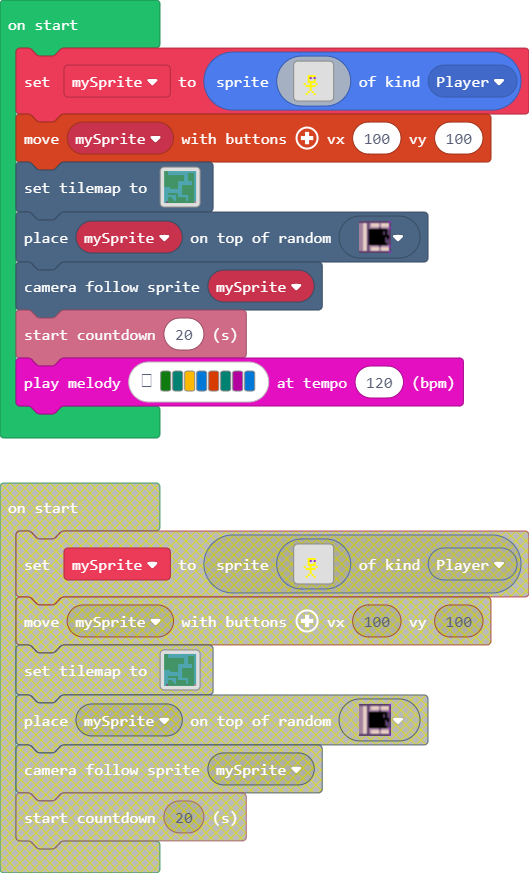 on start
set mySprite to sprite of kind Player
move mySprite with buttons vx 100 vy 100
set tilemap to
place mySprite on top of random
camera follow sprite mySprite
start countdown 20 (s)
play melody at tempo 120 (bpm)
on start
set mySprite to sprite of kind Player
move mySprite with buttons vx 100 vy 100
set tilemap to
place mySprite on top of random
camera follow sprite mySprite
start countdown 20 (s)